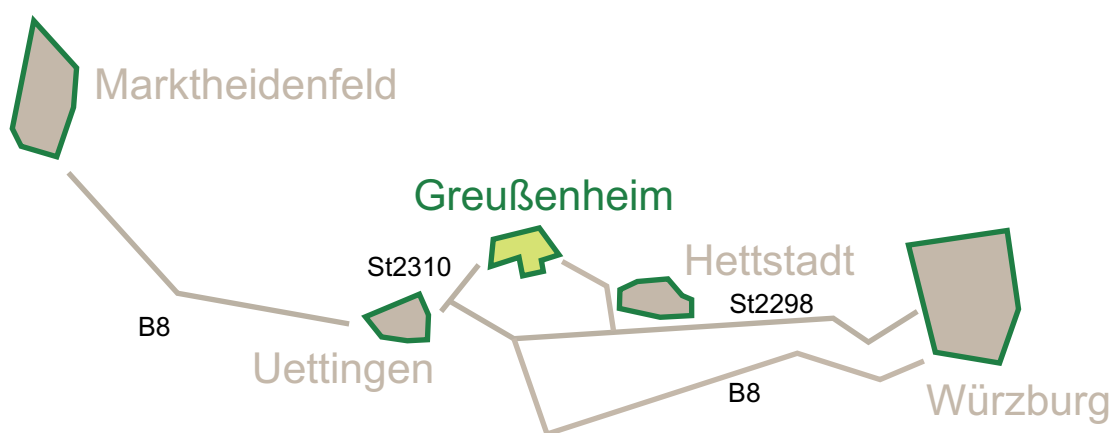 Marktheidenfeld
Greußenheim
St2310
Hettstadt
St2298
B8
Uettingen
B8
Würzburg